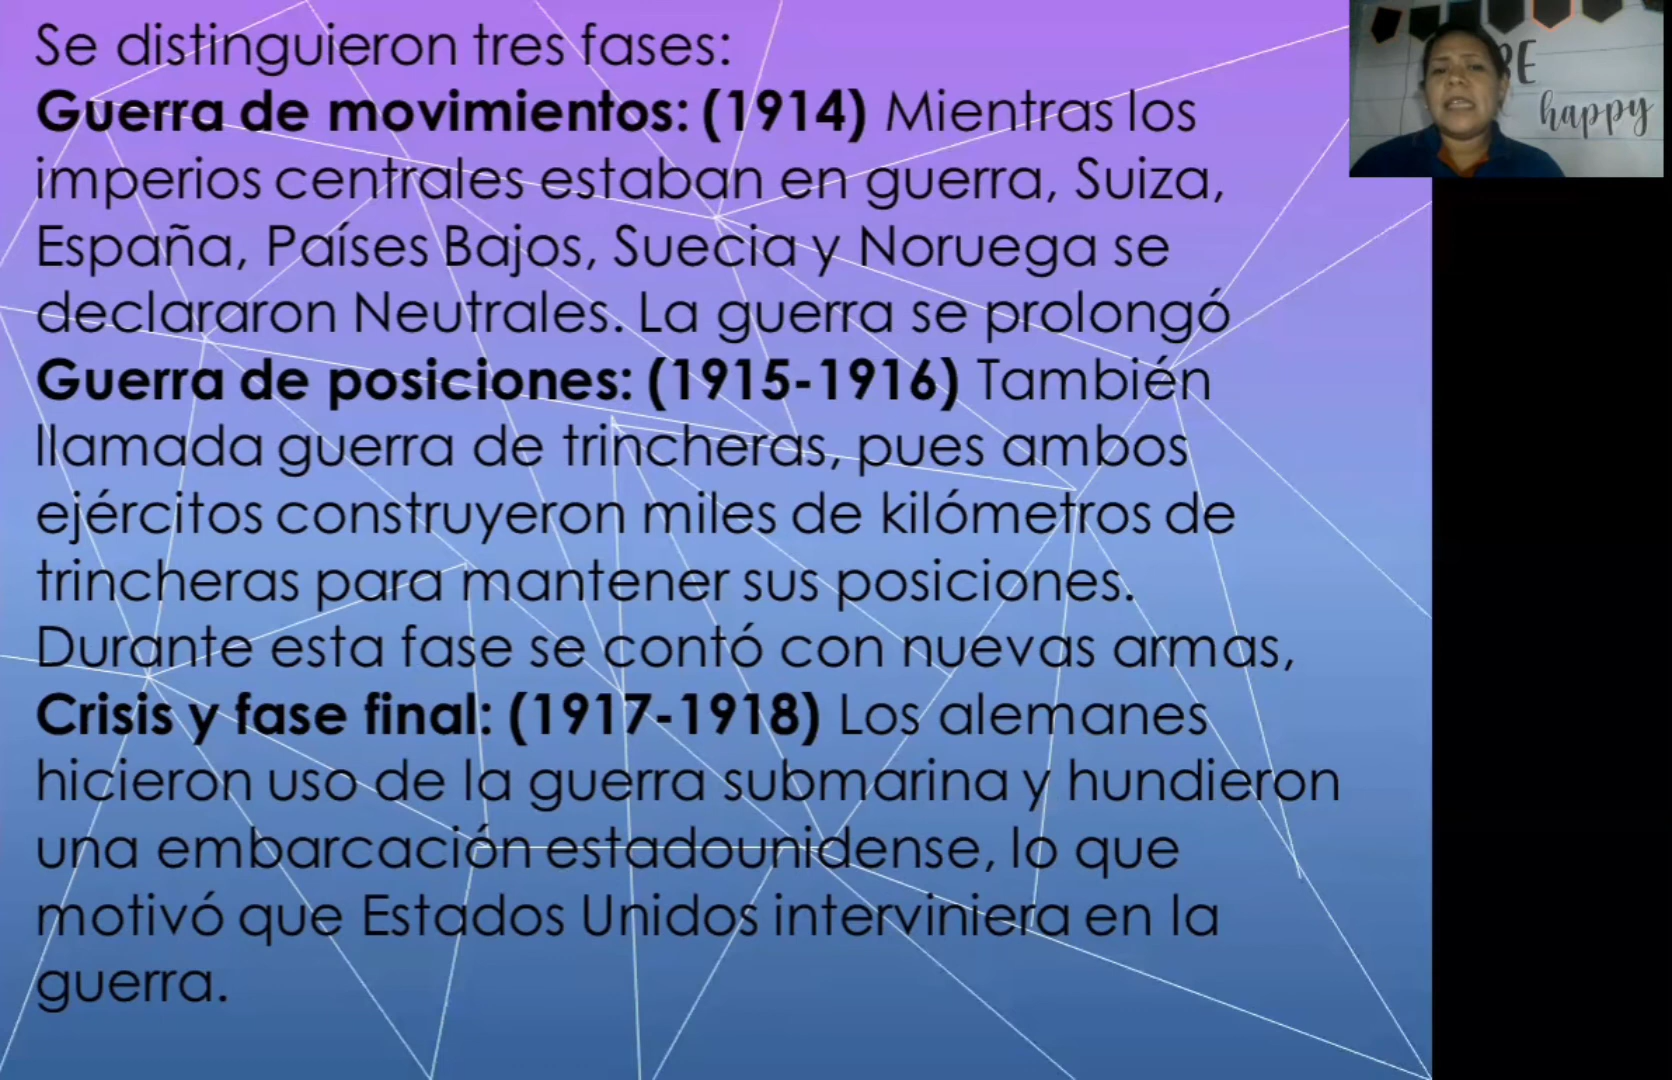 Se distinguieron tres fases:
Guerra de movimientos: (1914) Mientras los
imperios centrales estaban en guerra, Suiza,
España, Países Bajos, Suecia y Noruega se
declararon Neutrales. La guerra se prolongó
Guerra de posiciones: (1915-1916) También
llamada guerra de trincheras, pues ambos
ejércitos construyeron miles de kilómetros de
trincheras para mantener sus posiciones.
Durante esta fase se contó con nuevas armas,
Crisis y fase final: (1917-1918) Los alemanes
hicieron uso de la guerra submarina y hundieron
una embarcación estadounidense, lo que
motivó que Estados Unidos interviniera en la
guerra.
BE
happy